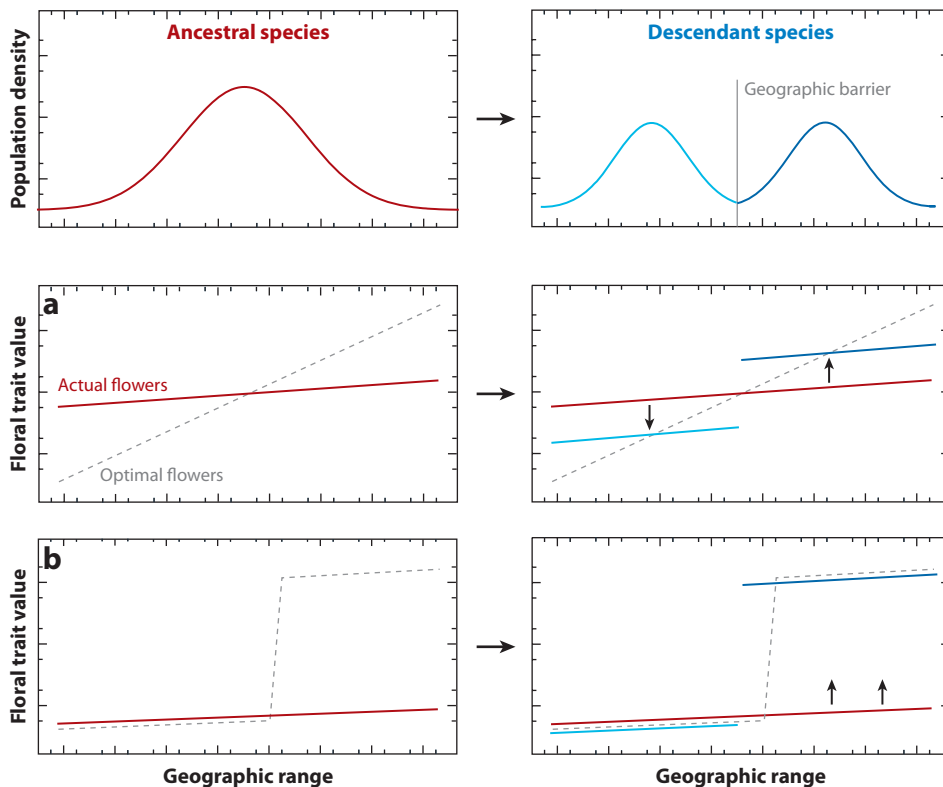 Ancestral species
Descendant species
Population density
Geographic barrier
a
Floral trait value
Actual flowers
Optimal flowers
b
Floral trait value
Geographic range
Geographic range